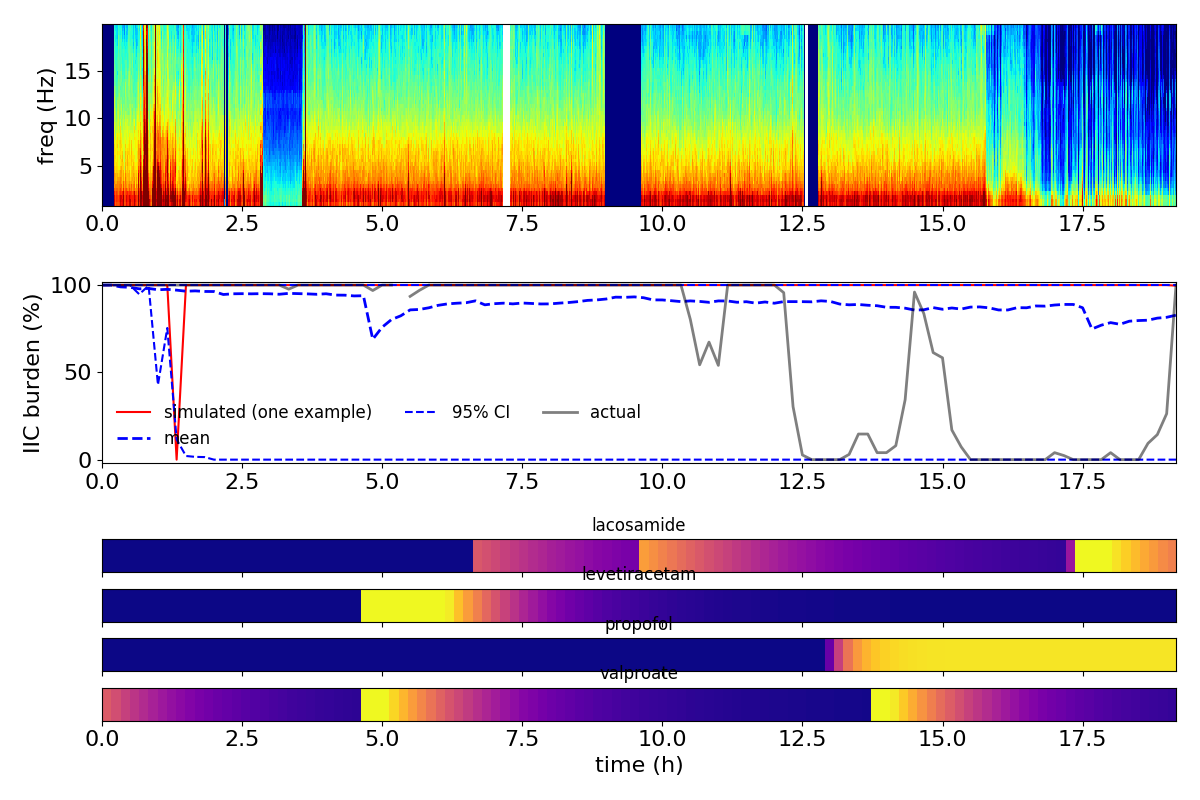 freq (Hz)
15
10
5
0.0 2.5 5.0 7.5 10.0 12.5 15.0 17.5
IIC burden (%)
100
50
0
simulated (one example) 95% CI actual
mean
0.0 2.5 5.0 7.5 10.0 12.5 15.0 17.5
lacosamide
levetiracetam
propofol
valproate
0.0 2.5 5.0 7.5 10.0 12.5 15.0 17.5
time (h)